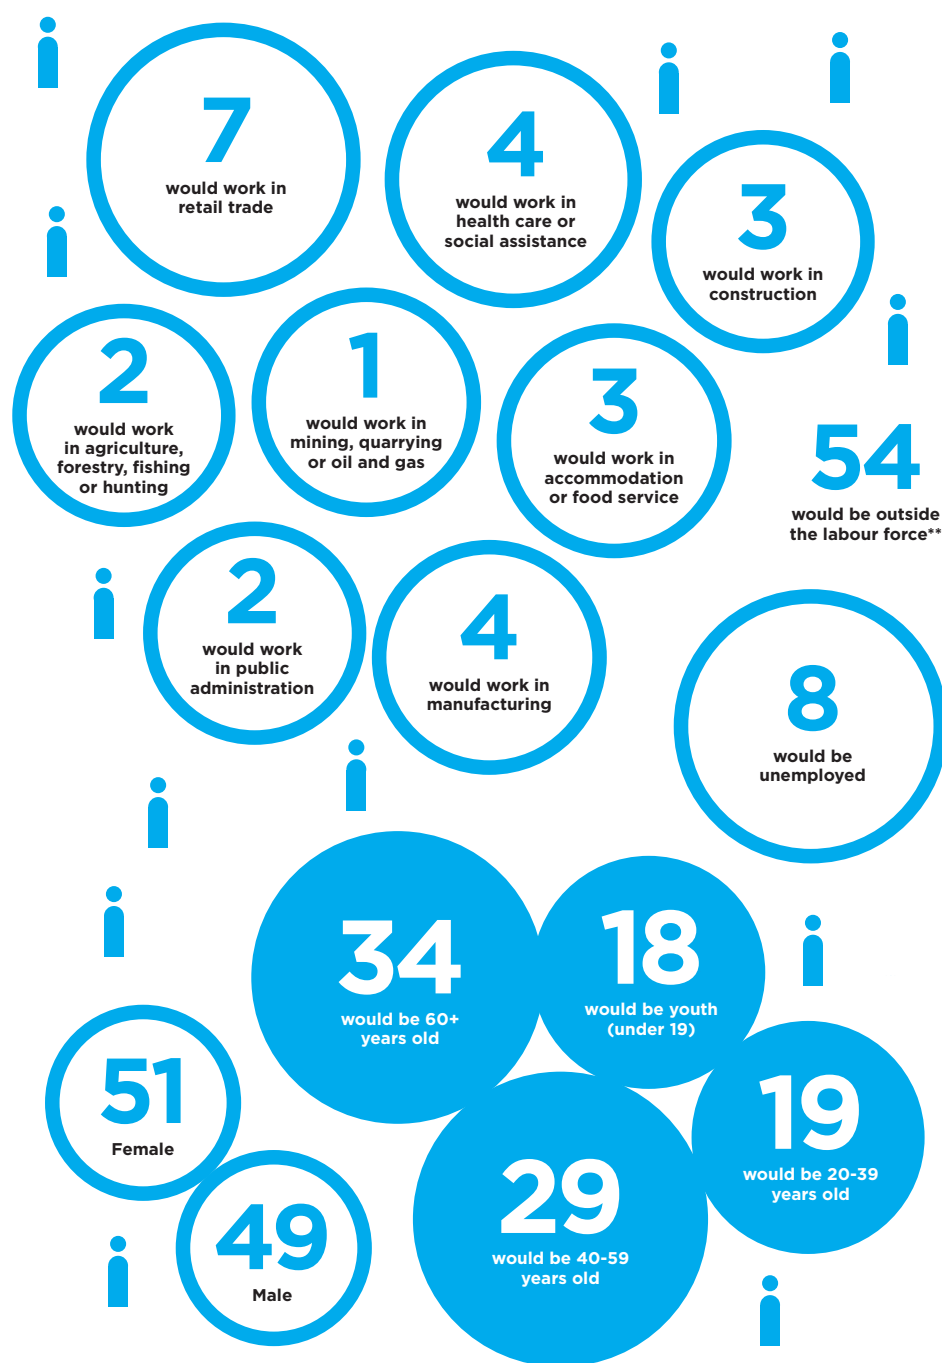 7
would work in
retail trade
4
would work in
health care or
social assistance
3
would work in
construction
2
would work
in agriculture,
forestry, fishing
or hunting
1
would work in
mining, quarrying
or oil and gas
3
would work in
accommodation
or food service
54
would be outside
the labour force**
2
would work
in public
administration
4
would work in
manufacturing
8
would be
unemployed
34
would be 60+
years old
18
would be youth
(under 19)
51
Female
19
would be 20-39
years old
29
would be 40-59
years old
49
Male